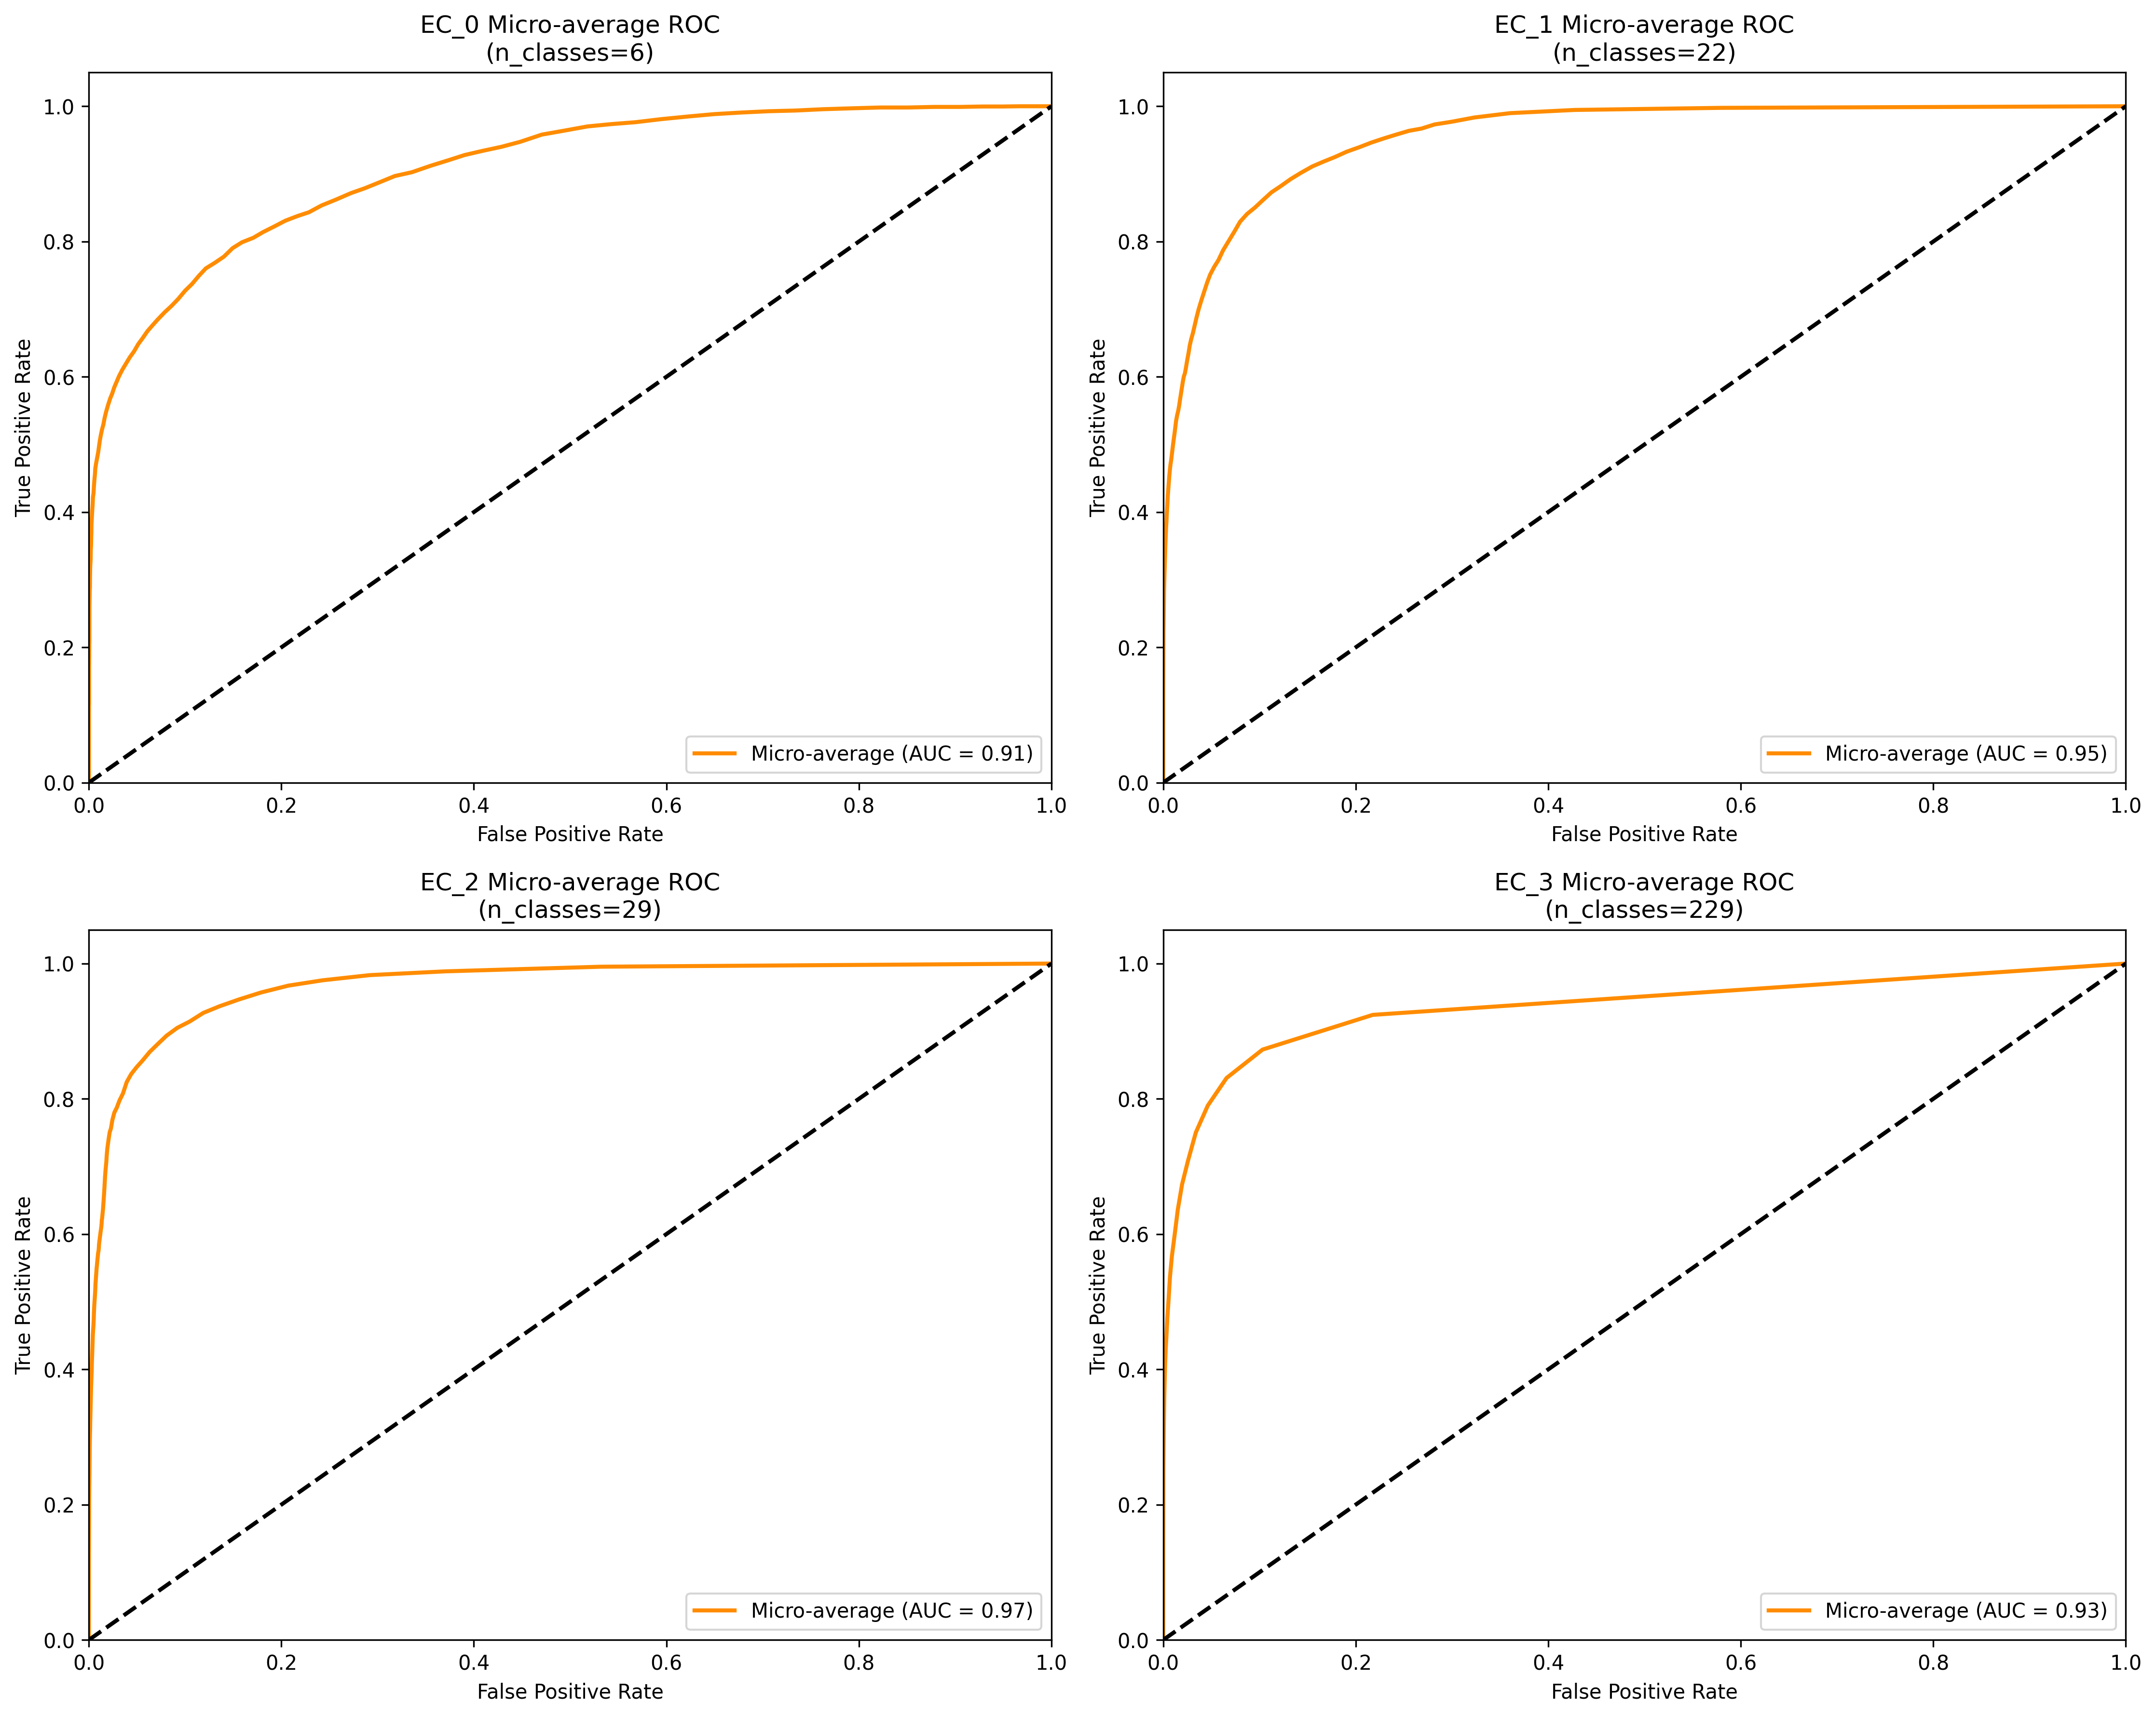 EC_0 Micro-average ROC
(n_classes=6)
True Positive Rate
1.0
0.8
0.6
0.4
0.2
0.0
Micro-average (AUC = 0.91)
0.0 0.2 0.4 0.6 0.8 1.0
False Positive Rate
EC_1 Micro-average ROC
(n_classes=22)
True Positive Rate
1.0
0.8
0.6
0.4
0.2
0.0
Micro-average (AUC = 0.95)
0.0 0.2 0.4 0.6 0.8 1.0
False Positive Rate
EC_2 Micro-average ROC
(n_classes=29)
True Positive Rate
1.0
0.8
0.6
0.4
0.2
0.0
Micro-average (AUC = 0.97)
0.0 0.2 0.4 0.6 0.8 1.0
False Positive Rate
EC_3 Micro-average ROC
(n_classes=229)
True Positive Rate
1.0
0.8
0.6
0.4
0.2
0.0
Micro-average (AUC = 0.93)
0.0 0.2 0.4 0.6 0.8 1.0
False Positive Rate